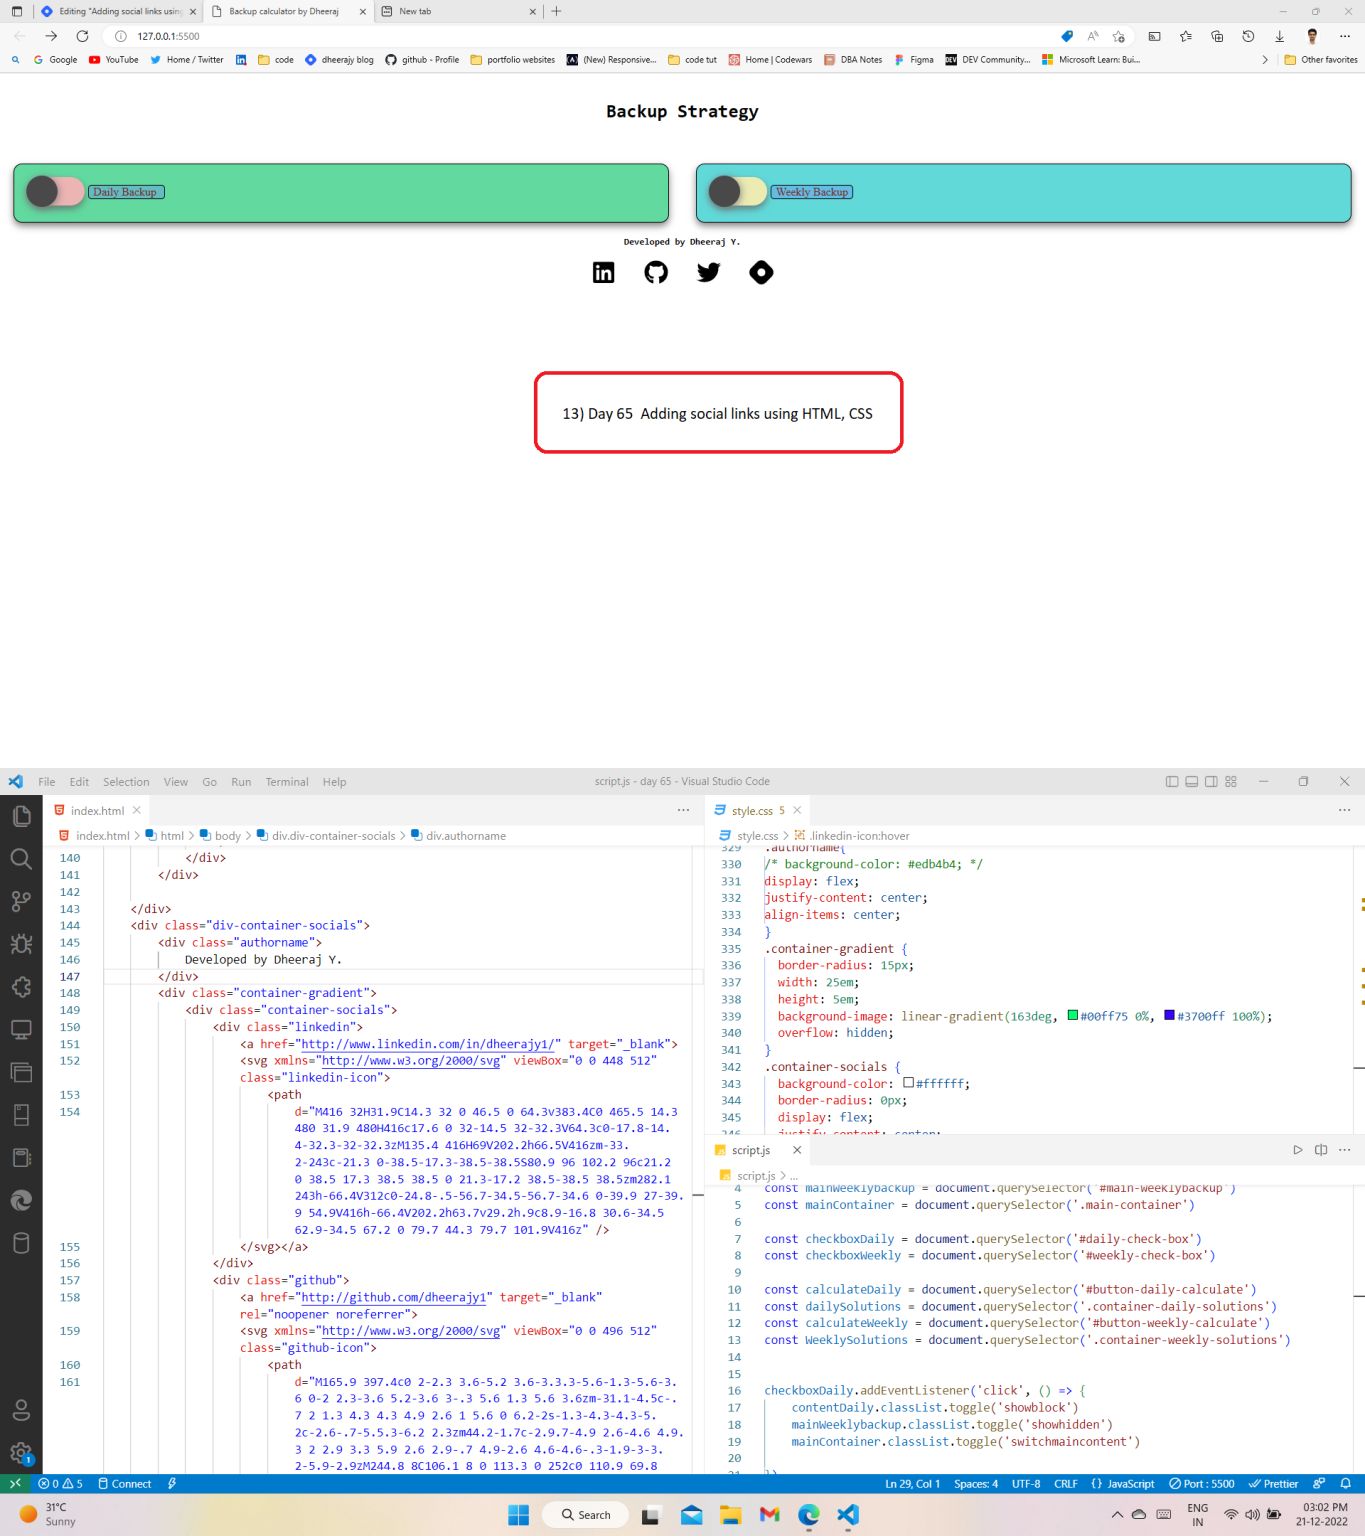 Editing "Adding social links using
Backup calculator by Dheeraj
New tab
127.0.0.1:5500
Google
YouTube
Home / Twitter
code
dheerajy blog
github - Profile
portfolio websites
(New) Responsive...
code tut
Home | Codewars
DBA Notes
Figma
DEV Community...
Microsoft Learn: Bui...
Other favorites
Backup Strategy
Daily Backup
Weekly Backup
Developed by Dheeraj Y.
13) Day 65 Adding social links using HTML, CSS
File Edit Selection View Go Run Terminal Help
script.js - day 65 - Visual Studio Code
index.html
index.html > html > body > div.div-container-socials > div.authorname
140 </div>
141 </div>
142
143 </div>
144 <div class="div-container-socials">
145 <div class="authorname">
146 Developed by Dheeraj Y.
147 </div>
148 <div class="container-gradient">
149 <div class="container-socials">
150 <div class="linkedin">
151 <a href="http://www.linkedin.com/in/dheerajy1/" target="_blank">
152 <svg xmlns="http://www.w3.org/2000/svg" viewBox="0 0 448 512"
class="linkedin-icon">
153 <path
154 d="M416 32H31.9C14.3 32 0 46.5 0 64.3v383.4C0 465.5 14.3
480 31.9 480H416c17.6 0 32-14.5 32-32.3V64.3c0-17.8-14.
4-32.3-32-32.3zM135.4 416H69V202.2h66.5V416zm-33.
2-243c-21.3 0-38.5-17.3-38.5-38.5S80.9 96 102.2 96c21.2
0 38.5 17.3 38.5 38.5 0 21.3-17.2 38.5-38.5 38.5zm282.1
243h-66.4V312c0-24.8-.5-56.7-34.5-56.7-34.6 0-39.9 27-39.
9 54.9V416h-66.4V202.2h63.7v29.2h.9c8.9-16.8 30.6-34.5
62.9-34.5 67.2 0 79.7 44.3 79.7 101.9V416z" />
155 </svg></a>
156 </div>
157 <div class="github">
158 <a href="http://github.com/dheerajy1" target="_blank"
rel="noopener noreferrer">
159 <svg xmlns="http://www.w3.org/2000/svg" viewBox="0 0 496 512"
class="github-icon">
160 <path
161 d="M165.9 397.4c0 2-2.3 3.6-5.2 3.6-3.3.3-5.6-1.3-5.6-3.
6 0-2 2.3-3.6 5.2-3.6 3-.3 5.6 1.3 5.6 3.6zm-31.1-4.5c-.
7 2 1.3 4.3 4.3 4.9 2.6 1 5.6 0 6.2-2s-1.3-4.3-4.3-5.
2c-2.6-.7-5.5.3-6.2 2.3zm44.2-1.7c-2.9.7-4.9 2.6-4.6 4.9.
3 2 2.9 3.3 5.9 2.6 2.9-.7 4.9-2.6 4.6-4.6-.3-1.9-3-3.
2-5.9-2.9zM244.8 8C106.1 8 0 113.3 0 252c0 110.9 69.8
style.css 5
style.css > .linkedin-icon:hover
329 .authorname{
330 /* background-color: #edb4b4; */
331 display: flex;
332 justify-content: center;
333 align-items: center;
334 }
335 .container-gradient {
336 border-radius: 15px;
337 width: 25em;
338 height: 5em;
339 background-image: linear-gradient(163deg, #00ff75 0%, #3700ff 100%);
340 overflow: hidden;
341 }
342 .container-socials {
343 background-color: #ffffff;
344 border-radius: 0px;
345 display: flex;
346 justify-content: center;
script.js
script.js > ...
4 const mainWeeklybackup = document.querySelector('#main-weeklybackup')
5 const mainContainer = document.querySelector('.main-container')
6
7 const checkboxDaily = document.querySelector('#daily-check-box')
8 const checkboxWeekly = document.querySelector('#weekly-check-box')
9
10 const calculateDaily = document.querySelector('#button-daily-calculate')
11 const dailySolutions = document.querySelector('.container-daily-solutions')
12 const calculateWeekly = document.querySelector('#button-weekly-calculate')
13 const WeeklySolutions = document.querySelector('.container-weekly-solutions')
14
15
16 checkboxDaily.addEventListener('click', () => {
17 contentDaily.classList.toggle('showblock')
18 mainWeeklybackup.classList.toggle('showhidden')
19 mainContainer.classList.toggle('switchmaincontent')
20
21 })
0 5 Connect
Ln 29, Col 1 Spaces: 4 UTF-8 CRLF {} JavaScript Port : 5500 Prettier
31°C
Sunny
Search
ENG
IN
03:02 PM
21-12-2022